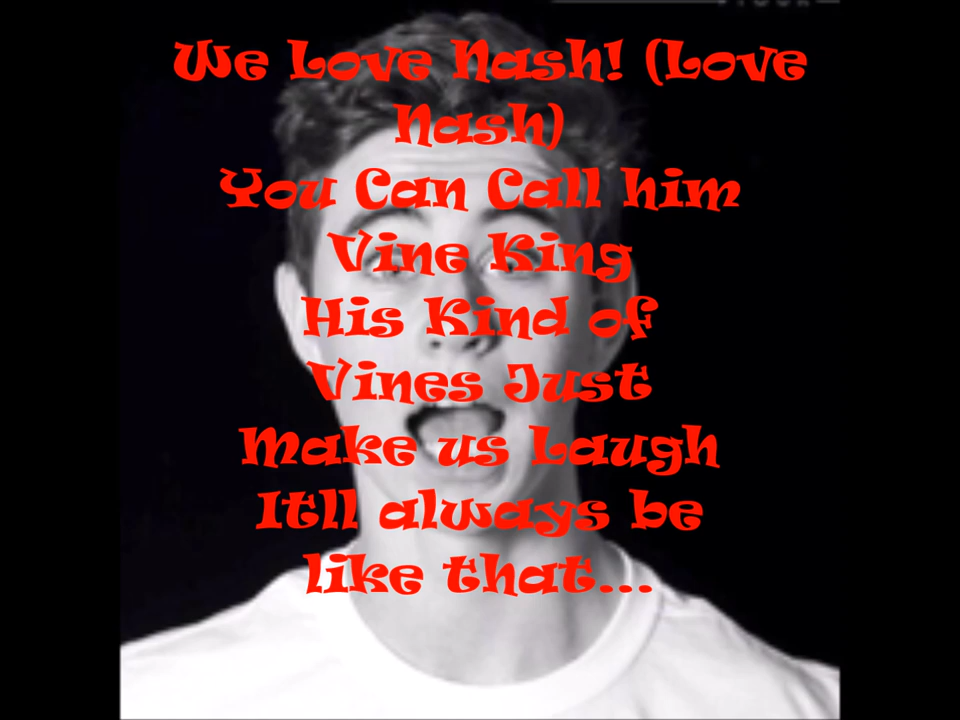 We Love Nash! (Love
Nash)
You Can Call him
Vine King
His Kind of
Vines Just
Make us Laugh
Itll always be
like that...